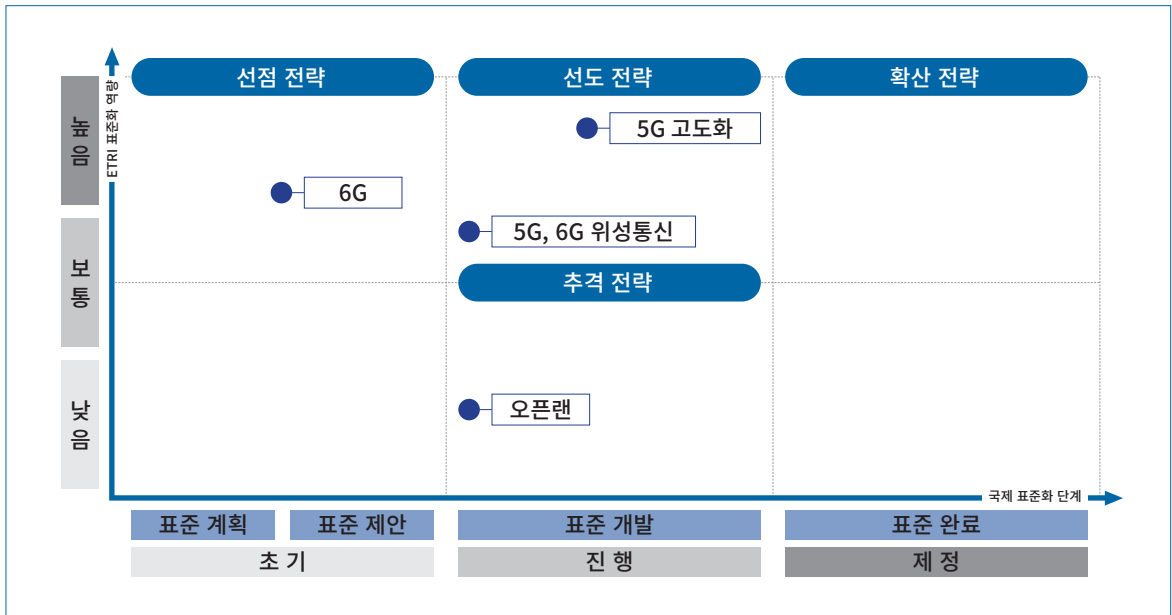 선점 전략
선도 전략
확산 전략
ETRI 표준화 역량
높음
5G 고도화
6G
5G, 6G 위성통신
보통
추격 전략
낮음
오픈랜
국제 표준화 단계
표준 계획
표준 제안
표준 개발
표준 완료
초 기
진 행
제 정